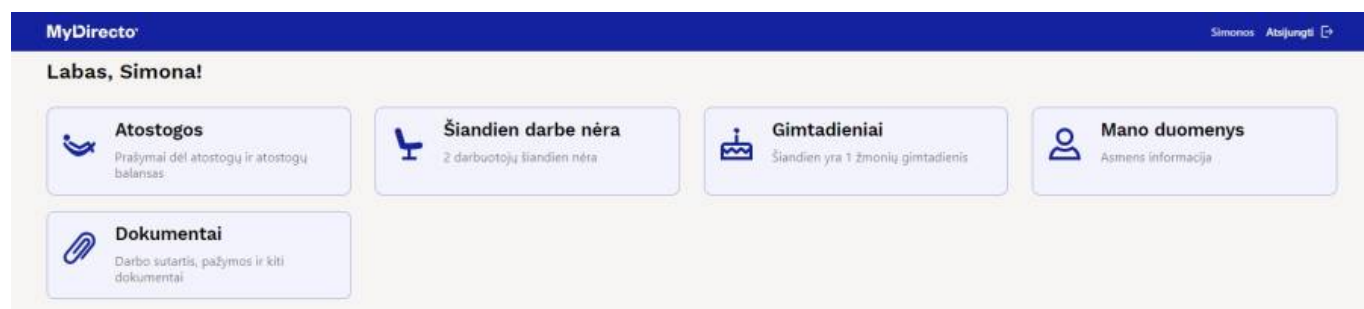 MyDirecto
Simonos Atsijungti
Labas, Simona!
Atostogos
Prašymai dėl atostogų ir atostogų
balansas
Šiandien darbe nėra
2 darbuotojų šiandien nėra
Gimtadieniai
Šiandien yra 1 žmonių gimtadienis
Mano duomenys
Asmens informacija
Dokumentai
Darbo sutartis, pažymos ir kiti
dokumentai